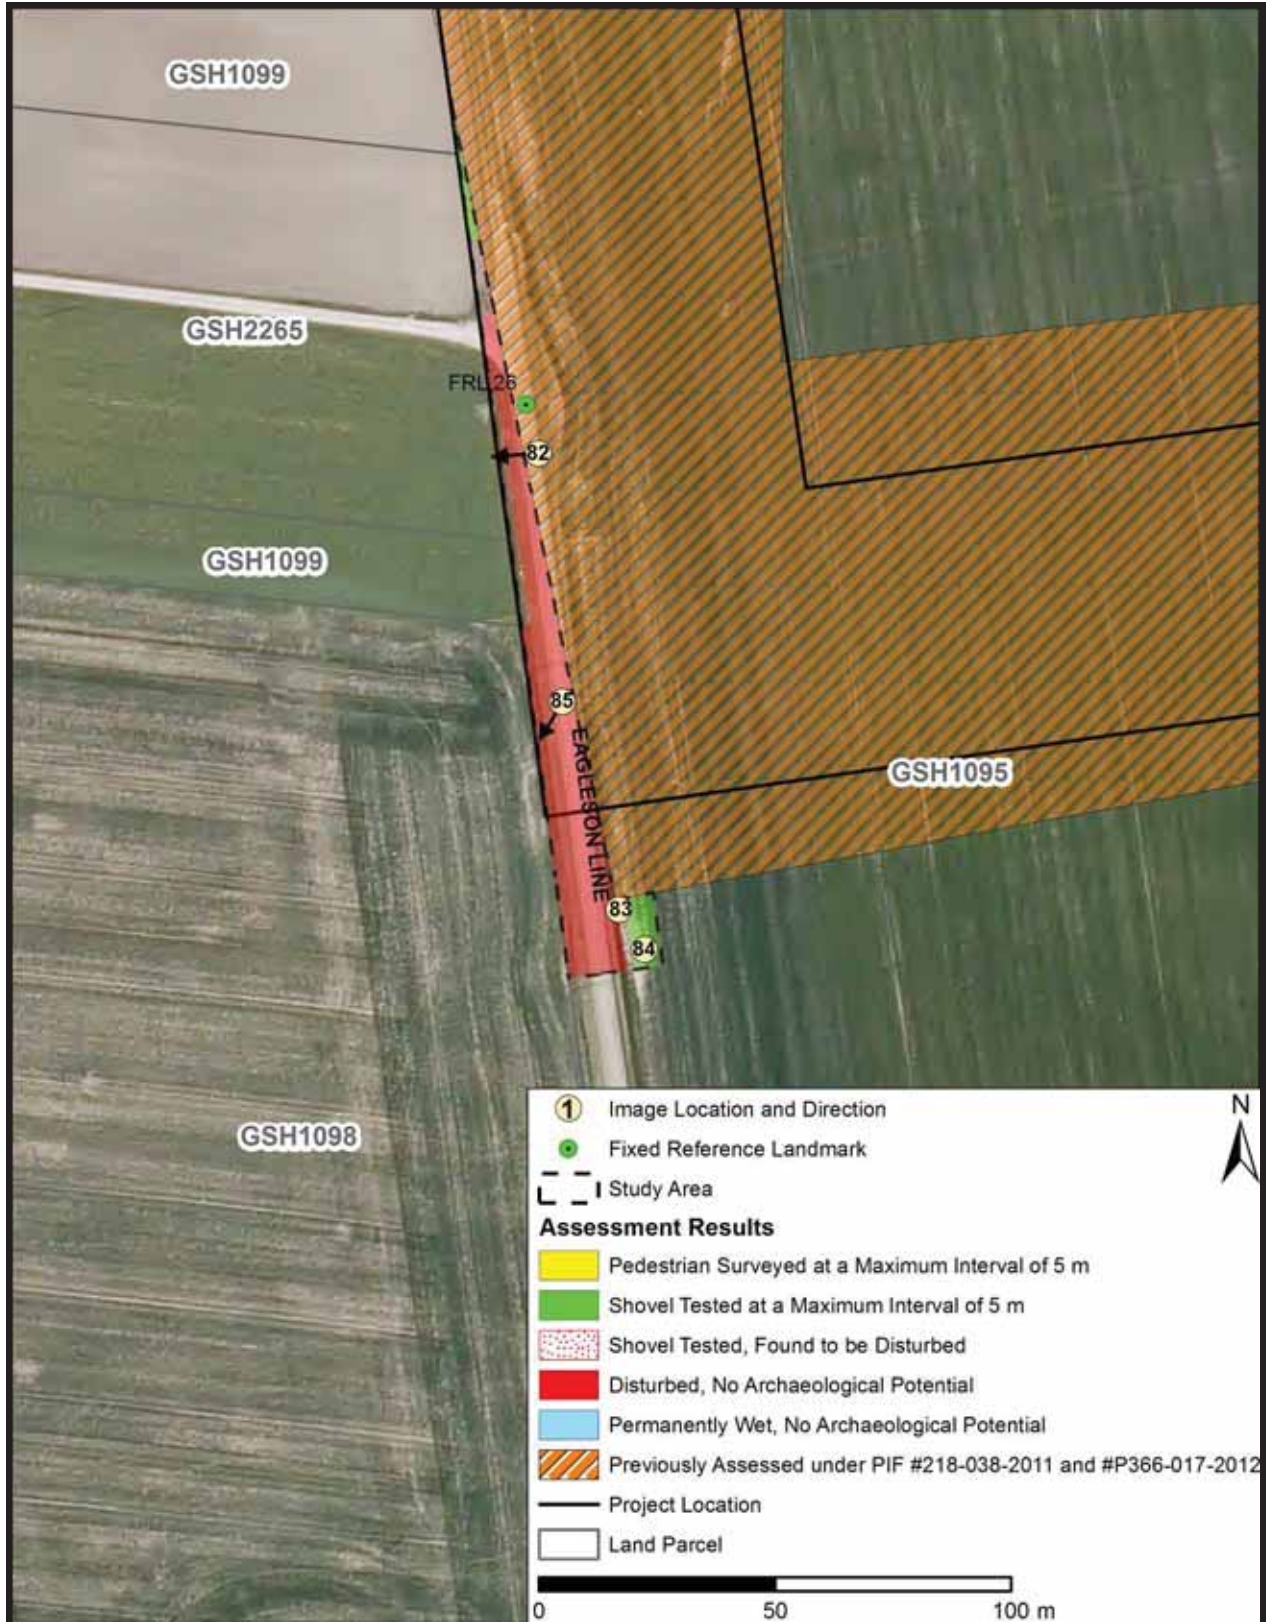 GSH1099
GSH2265
FRL 26
82
GSH1099
85
EAGLESON LINE
GSH1095
83
84
GSH1098
1 Image Location and Direction
N
Fixed Reference Landmark
Study Area
Assessment Results
Pedestrian Surveyed at a Maximum Interval of 5 m
Shovel Tested at a Maximum Interval of 5 m
Shovel Tested, Found to be Disturbed
Disturbed, No Archaeological Potential
Permanently Wet, No Archaeological Potential
Previously Assessed under PIF #218-038-2011 and #P366-017-2012
Project Location
Land Parcel
0 50 100 m